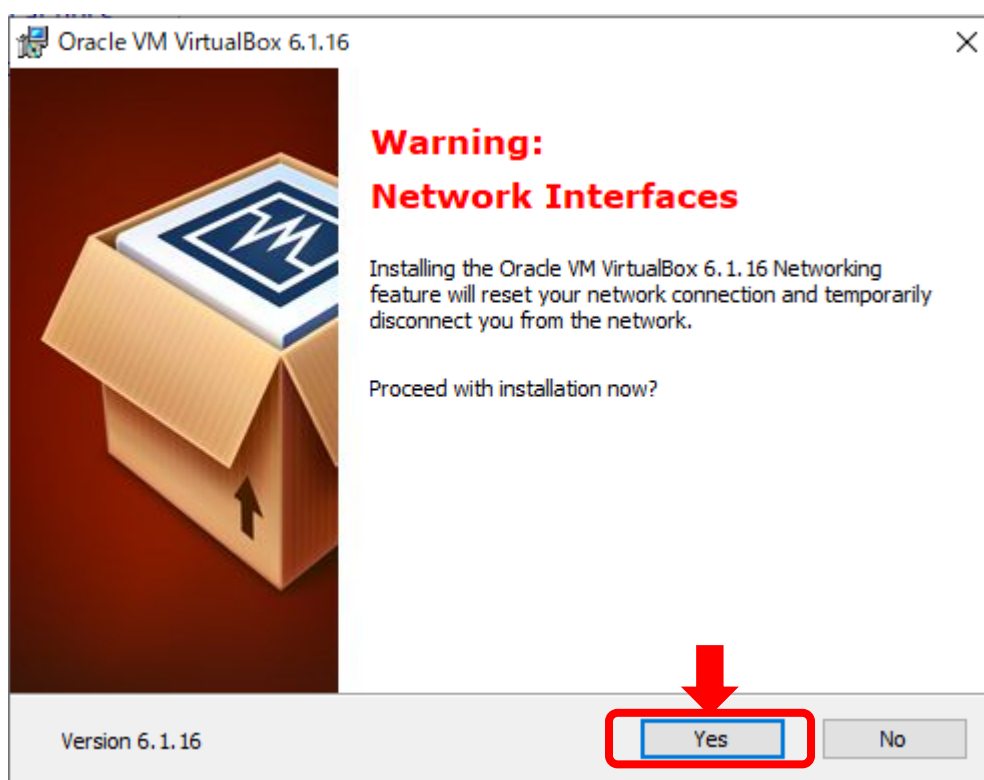 Oracle VM VirtualBox 6.1.16
Warning:
Network Interfaces
Installing the Oracle VM VirtualBox 6.1.16 Networking
feature will reset your network connection and temporarily
disconnect you from the network.
Proceed with installation now?
Version 6.1.16
Yes
No